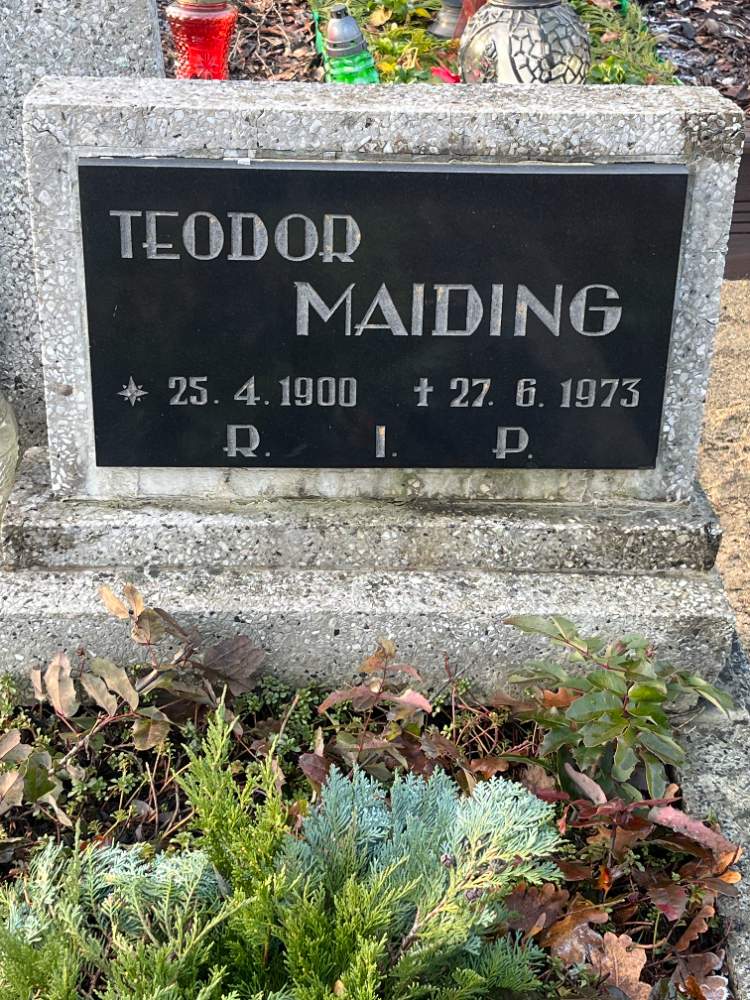 TEODOR
MAIDING
* 25. 4. 1900 † 27. 6. 1973
R. I. P.